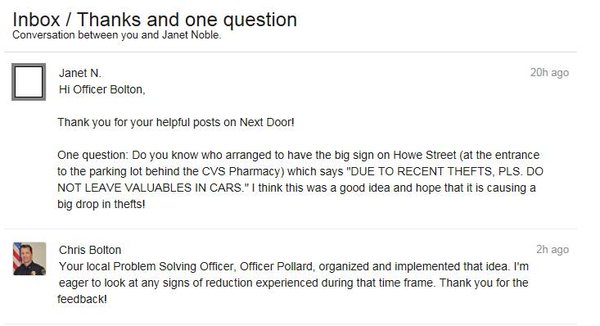 Inbox / Thanks and one question
Conversation between you and Janet Noble.
Janet N.
20h ago
Hi Officer Bolton,
Thank you for your helpful posts on Next Door!
One question: Do you know who arranged to have the big sign on Howe Street (at the entrance
to the parking lot behind the CVS Pharmacy) which says "DUE TO RECENT THEFTS, PLS. DO
NOT LEAVE VALUABLES IN CARS." I think this was a good idea and hope that it is causing a
big drop in thefts!
Chris Bolton
2h ago
Your local Problem Solving Officer, Officer Pollard, organized and implemented that idea. I'm
eager to look at any signs of reduction experienced during that time frame. Thank you for the
feedback!